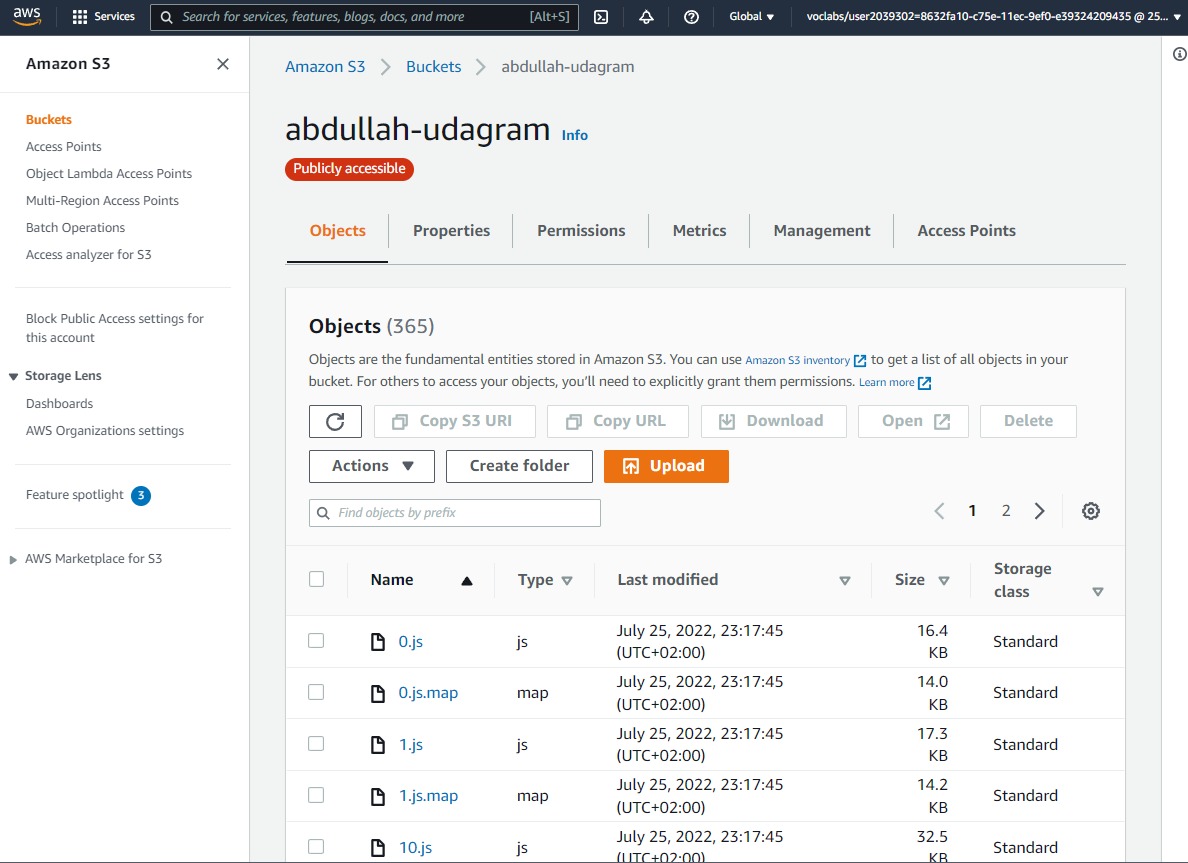 aws
Services
Search for services, features, blogs, docs, and more
[Alt+S]
Global
voclabs/user2039302=8632fa10-c75e-11ec-9ef0-e39324209435 @ 25...
Amazon S3
Buckets
Access Points
Object Lambda Access Points
Multi-Region Access Points
Batch Operations
Access analyzer for S3
Block Public Access settings for
this account
Storage Lens
Dashboards
AWS Organizations settings
Feature spotlight 3
AWS Marketplace for S3
Amazon S3 Buckets abdullah-udagram
abdullah-udagram Info
Publicly accessible
Objects Properties Permissions Metrics Management Access Points
Objects (365)
Objects are the fundamental entities stored in Amazon S3. You can use Amazon S3 inventory to get a list of all objects in your
bucket. For others to access your objects, you'll need to explicitly grant them permissions. Learn more
Copy S3 URI Copy URL Download Open Delete
Actions Create folder Upload
Find objects by prefix
1 2
Name Type Last modified Size Storage
class
0.js js July 25, 2022, 23:17:45 16.4 Standard
(UTC+02:00) KB
0.js.map map July 25, 2022, 23:17:45 14.0 Standard
(UTC+02:00) KB
1.js js July 25, 2022, 23:17:45 17.3 Standard
(UTC+02:00) KB
1.js.map map July 25, 2022, 23:17:45 14.2 Standard
(UTC+02:00) KB
10.js js July 25, 2022, 23:17:45 32.5 Standard
(UTC+02:00) KB